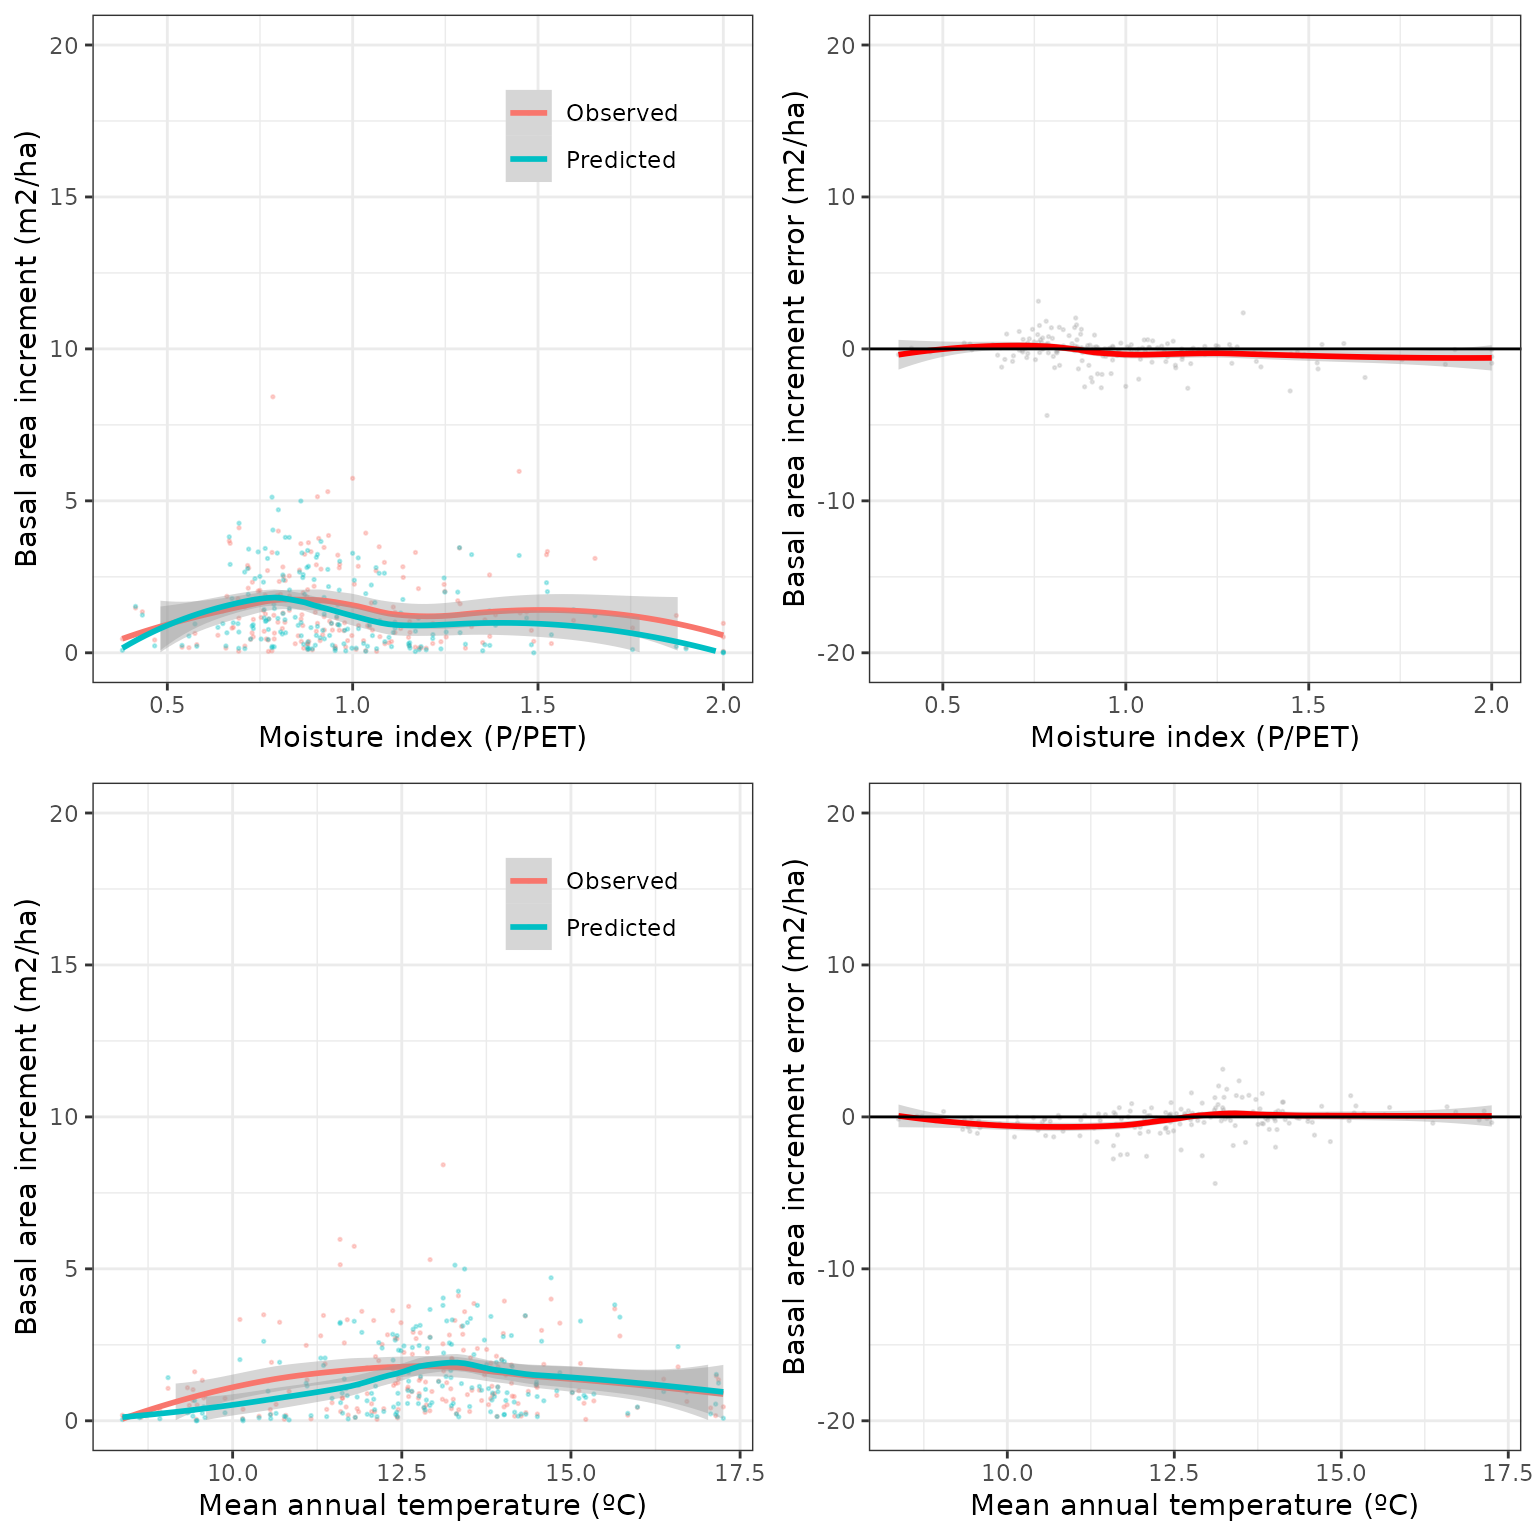 Basal area increment (m2/ha)
20
15
10
5
0
Observed
Predicted
0.5 1.0 1.5 2.0
Moisture index (P/PET)
Basal area increment error (m2/ha)
20
10
0
-10
-20
0.5 1.0 1.5 2.0
Moisture index (P/PET)
Basal area increment (m2/ha)
20
15
10
5
0
Observed
Predicted
10.0 12.5 15.0 17.5
Mean annual temperature (ºC)
Basal area increment error (m2/ha)
20
10
0
-10
-20
10.0 12.5 15.0 17.5
Mean annual temperature (ºC)